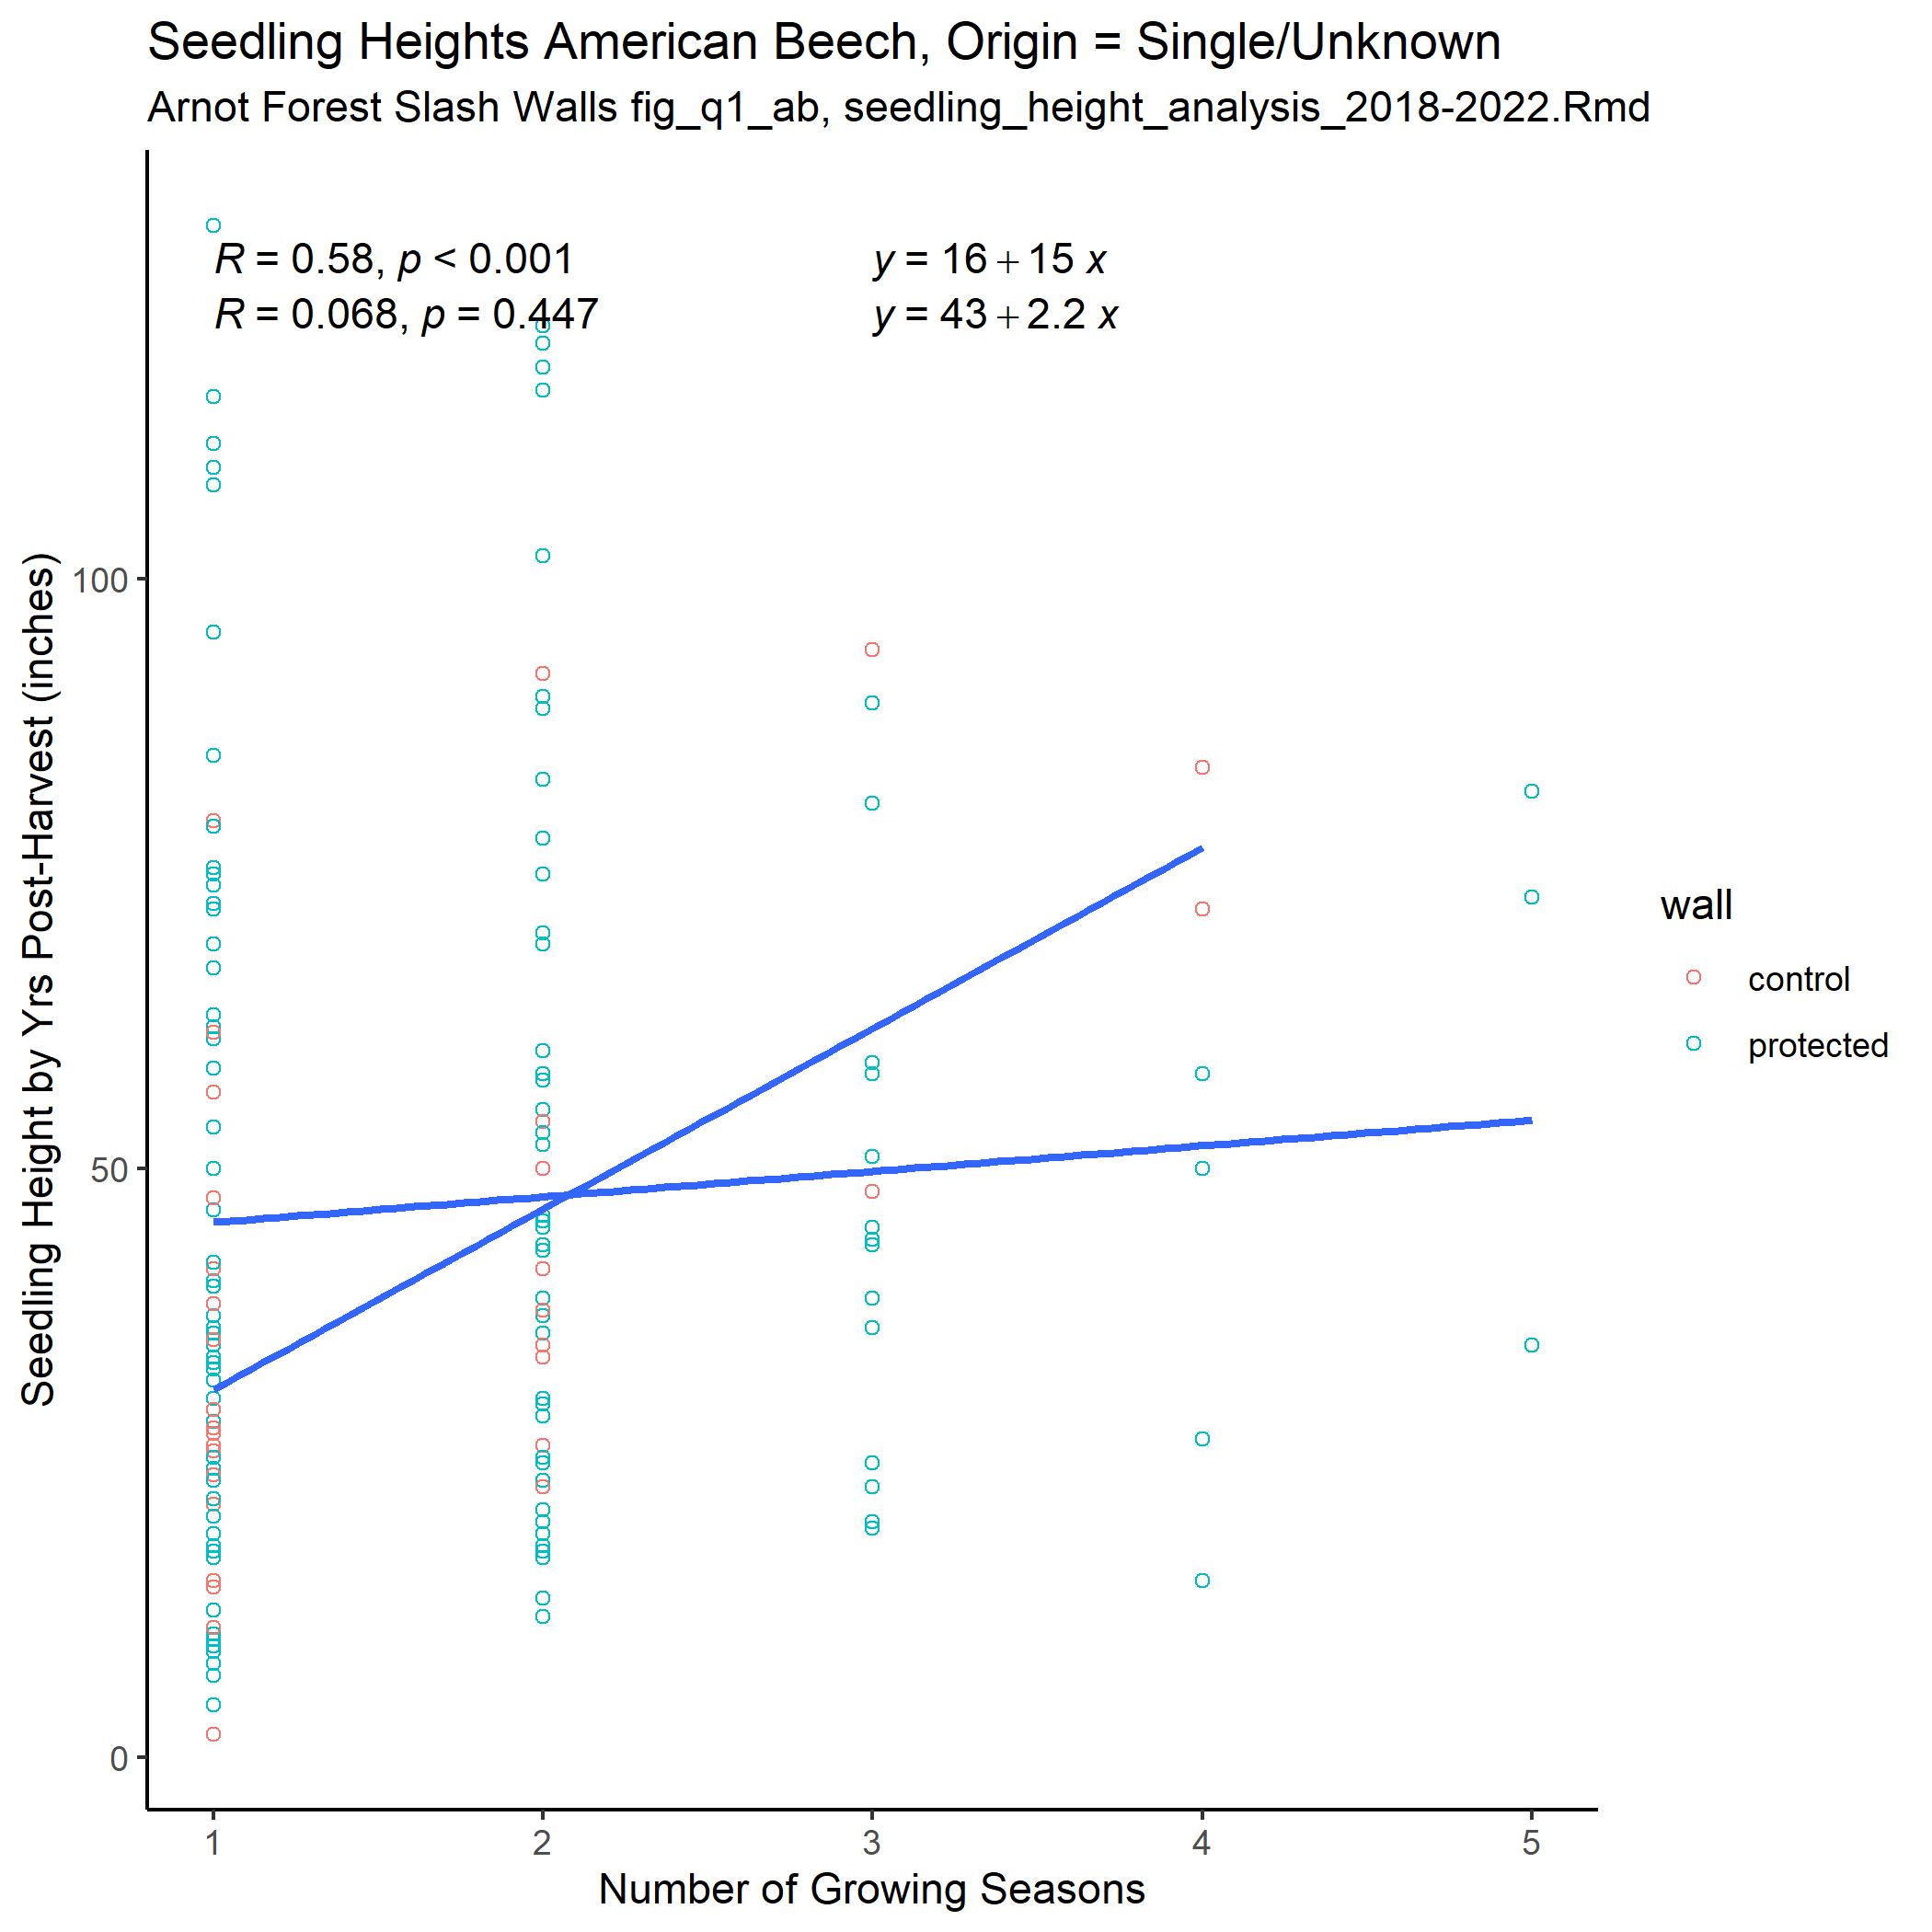 Seedling Heights American Beech, Origin = Single/Unknown
Arnot Forest Slash Walls fig_q1_ab, seedling_height_analysis_2018-2022.Rmd
R = 0.58, p < 0.001
R = 0.068, p = 0.447
y = 16 + 15 x
y = 43 + 2.2 x
Seedling Height by Yrs Post-Harvest (inches)
100
50
0
1 2 3 4 5
Number of Growing Seasons
wall
control
protected